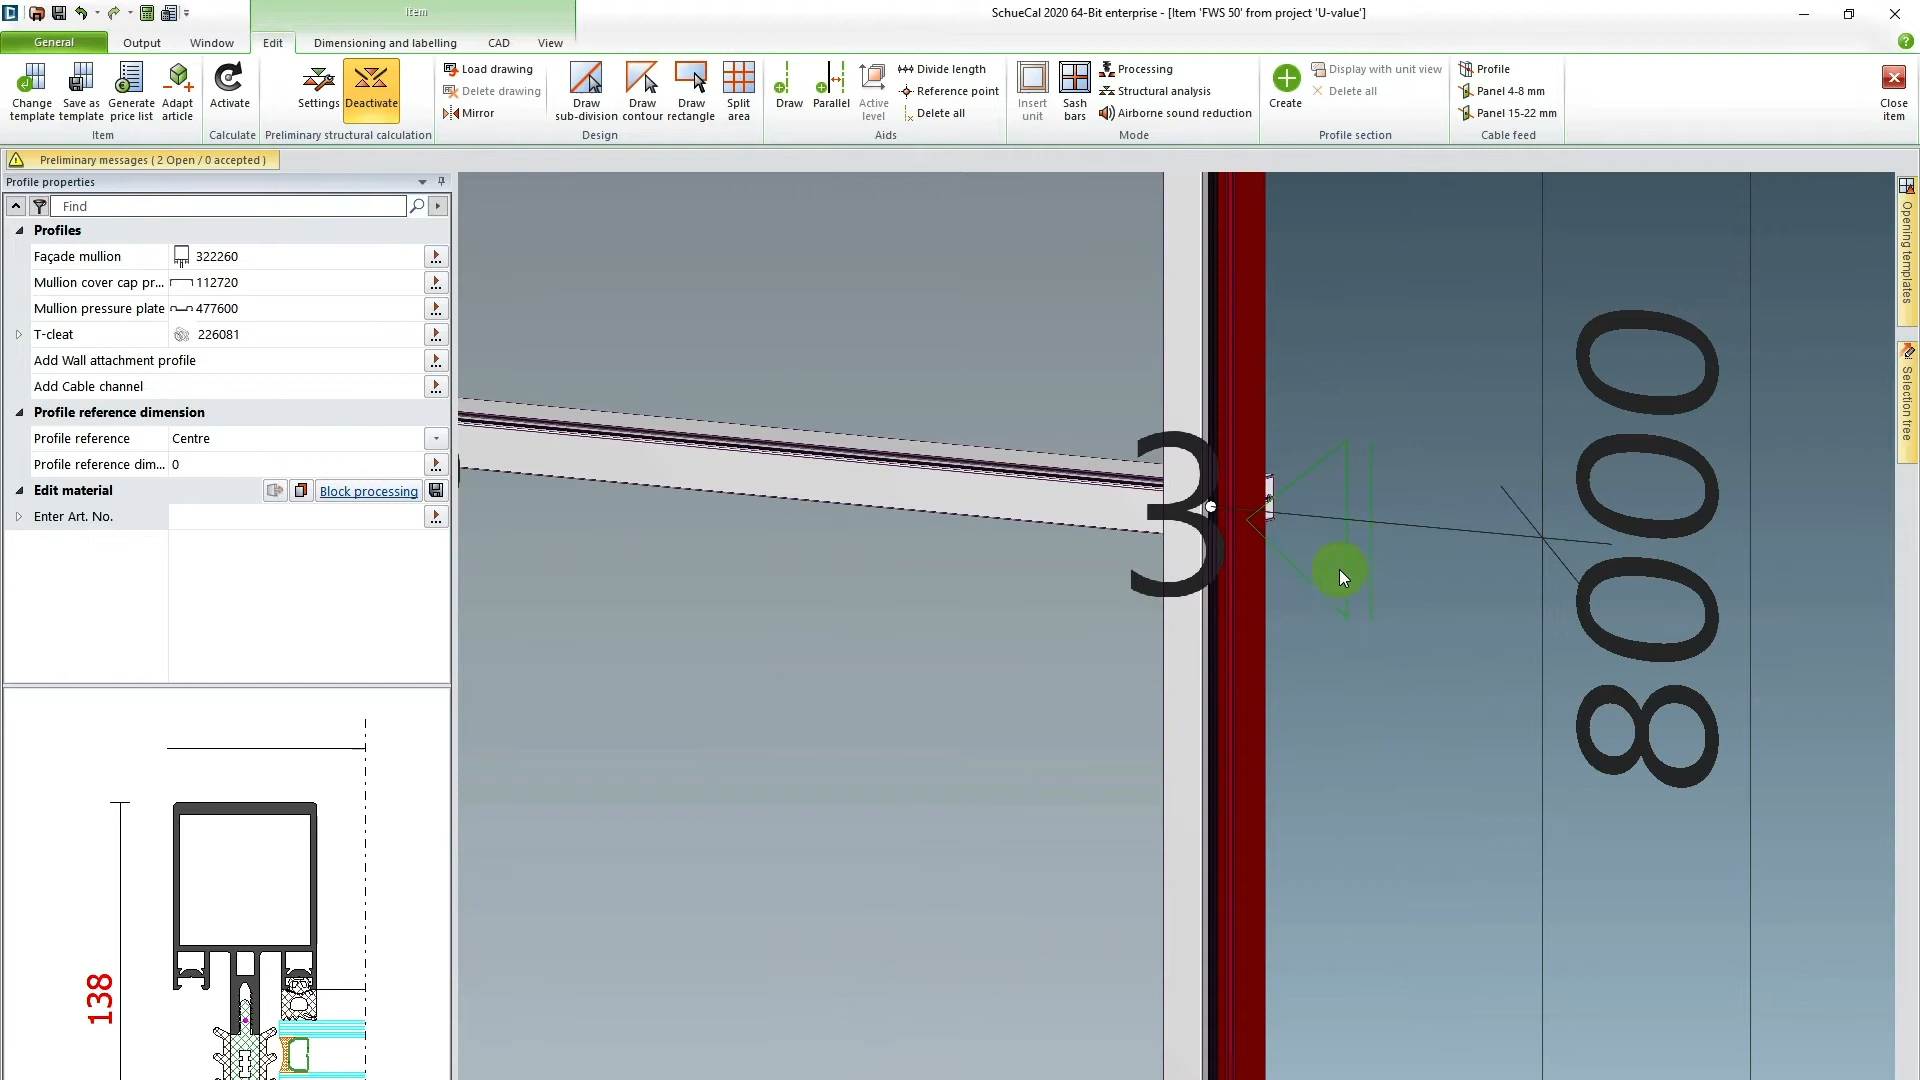 Item
SchueCal 2020 64-Bit enterprise - [Item 'FWS 50' from project 'U-value']
General
Output
Window
Edit
Dimensioning and labelling
CAD
View
Change template
Save as template
Generate price list
Adapt article
Item
Activate
Calculate
Settings
Deactivate
Preliminary structural calculation
Load drawing
Delete drawing
Mirror
Draw sub-division
Draw contour
Draw rectangle
Split area
Design
Draw
Parallel
Active level
Divide length
Reference point
Delete all
Aids
Insert unit
Sash bars
Processing
Structural analysis
Airborne sound reduction
Mode
Create
Display with unit view
Delete all
Profile section
Profile
Panel 4-8 mm
Panel 15-22 mm
Cable feed
Close item
Preliminary messages ( 2 Open / 0 accepted )
Profile properties
Find
Profiles
Façade mullion 322260
Mullion cover cap pr... 112720
Mullion pressure plate 477600
T-cleat 226081
Add Wall attachment profile
Add Cable channel
Profile reference dimension
Profile reference Centre
Profile reference dim... 0
Edit material Block processing
Enter Art. No.
138
3
8000
Opening templates
Selection tree